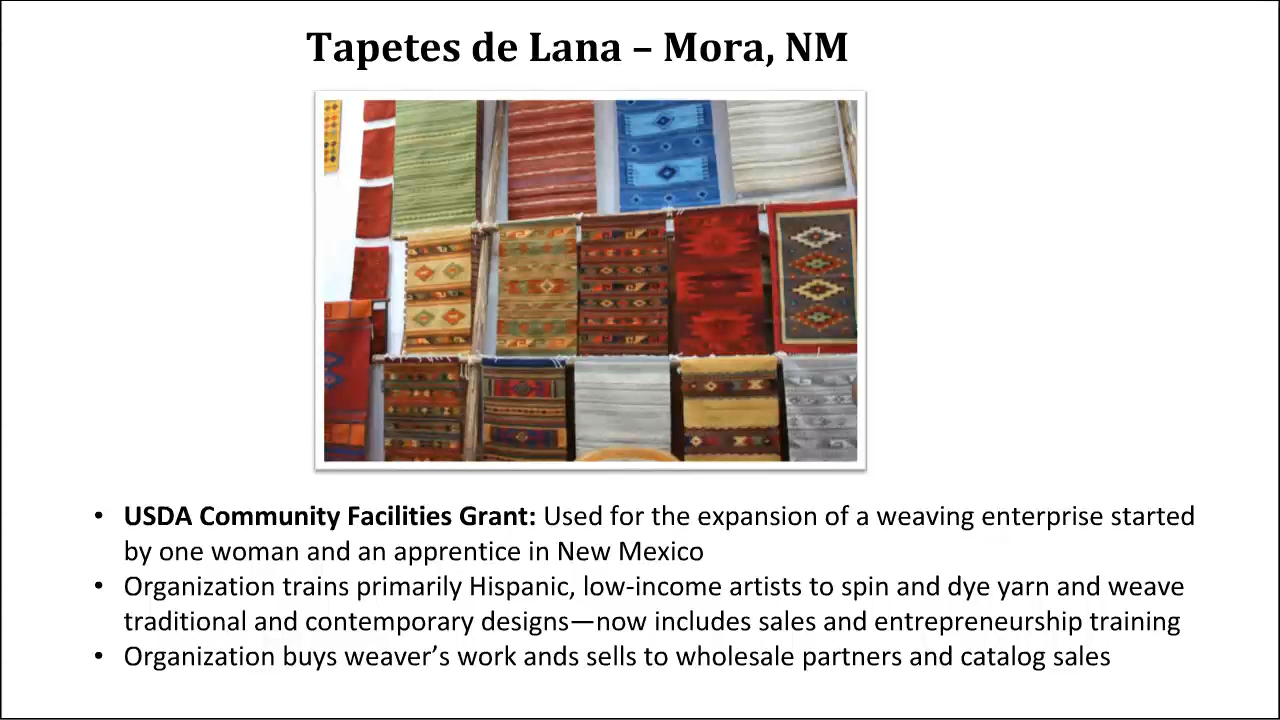 Tapetes de Lana – Mora, NM
• USDA Community Facilities Grant: Used for the expansion of a weaving enterprise started
by one woman and an apprentice in New Mexico
• Organization trains primarily Hispanic, low-income artists to spin and dye yarn and weave
traditional and contemporary designs—now includes sales and entrepreneurship training
• Organization buys weaver’s work ands sells to wholesale partners and catalog sales